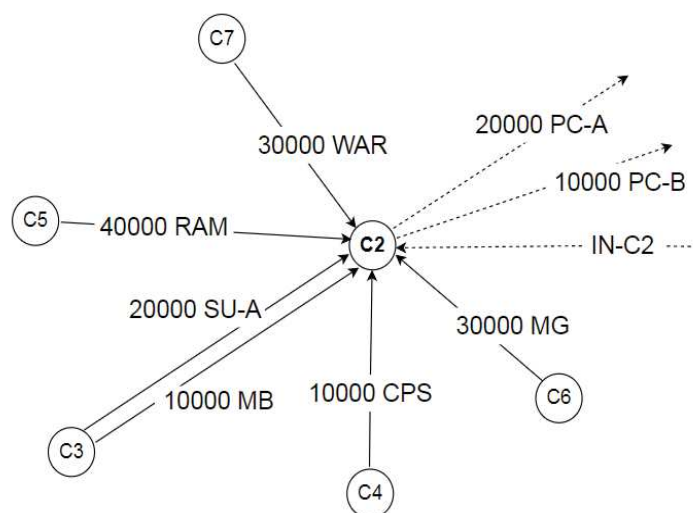 C7
20000 PC-A
30000 WAR
10000 PC-B
C5
40000 RAM
C2
IN-C2
20000 SU-A
30000 MG
10000 MB
10000 CPS
C6
C3
C4